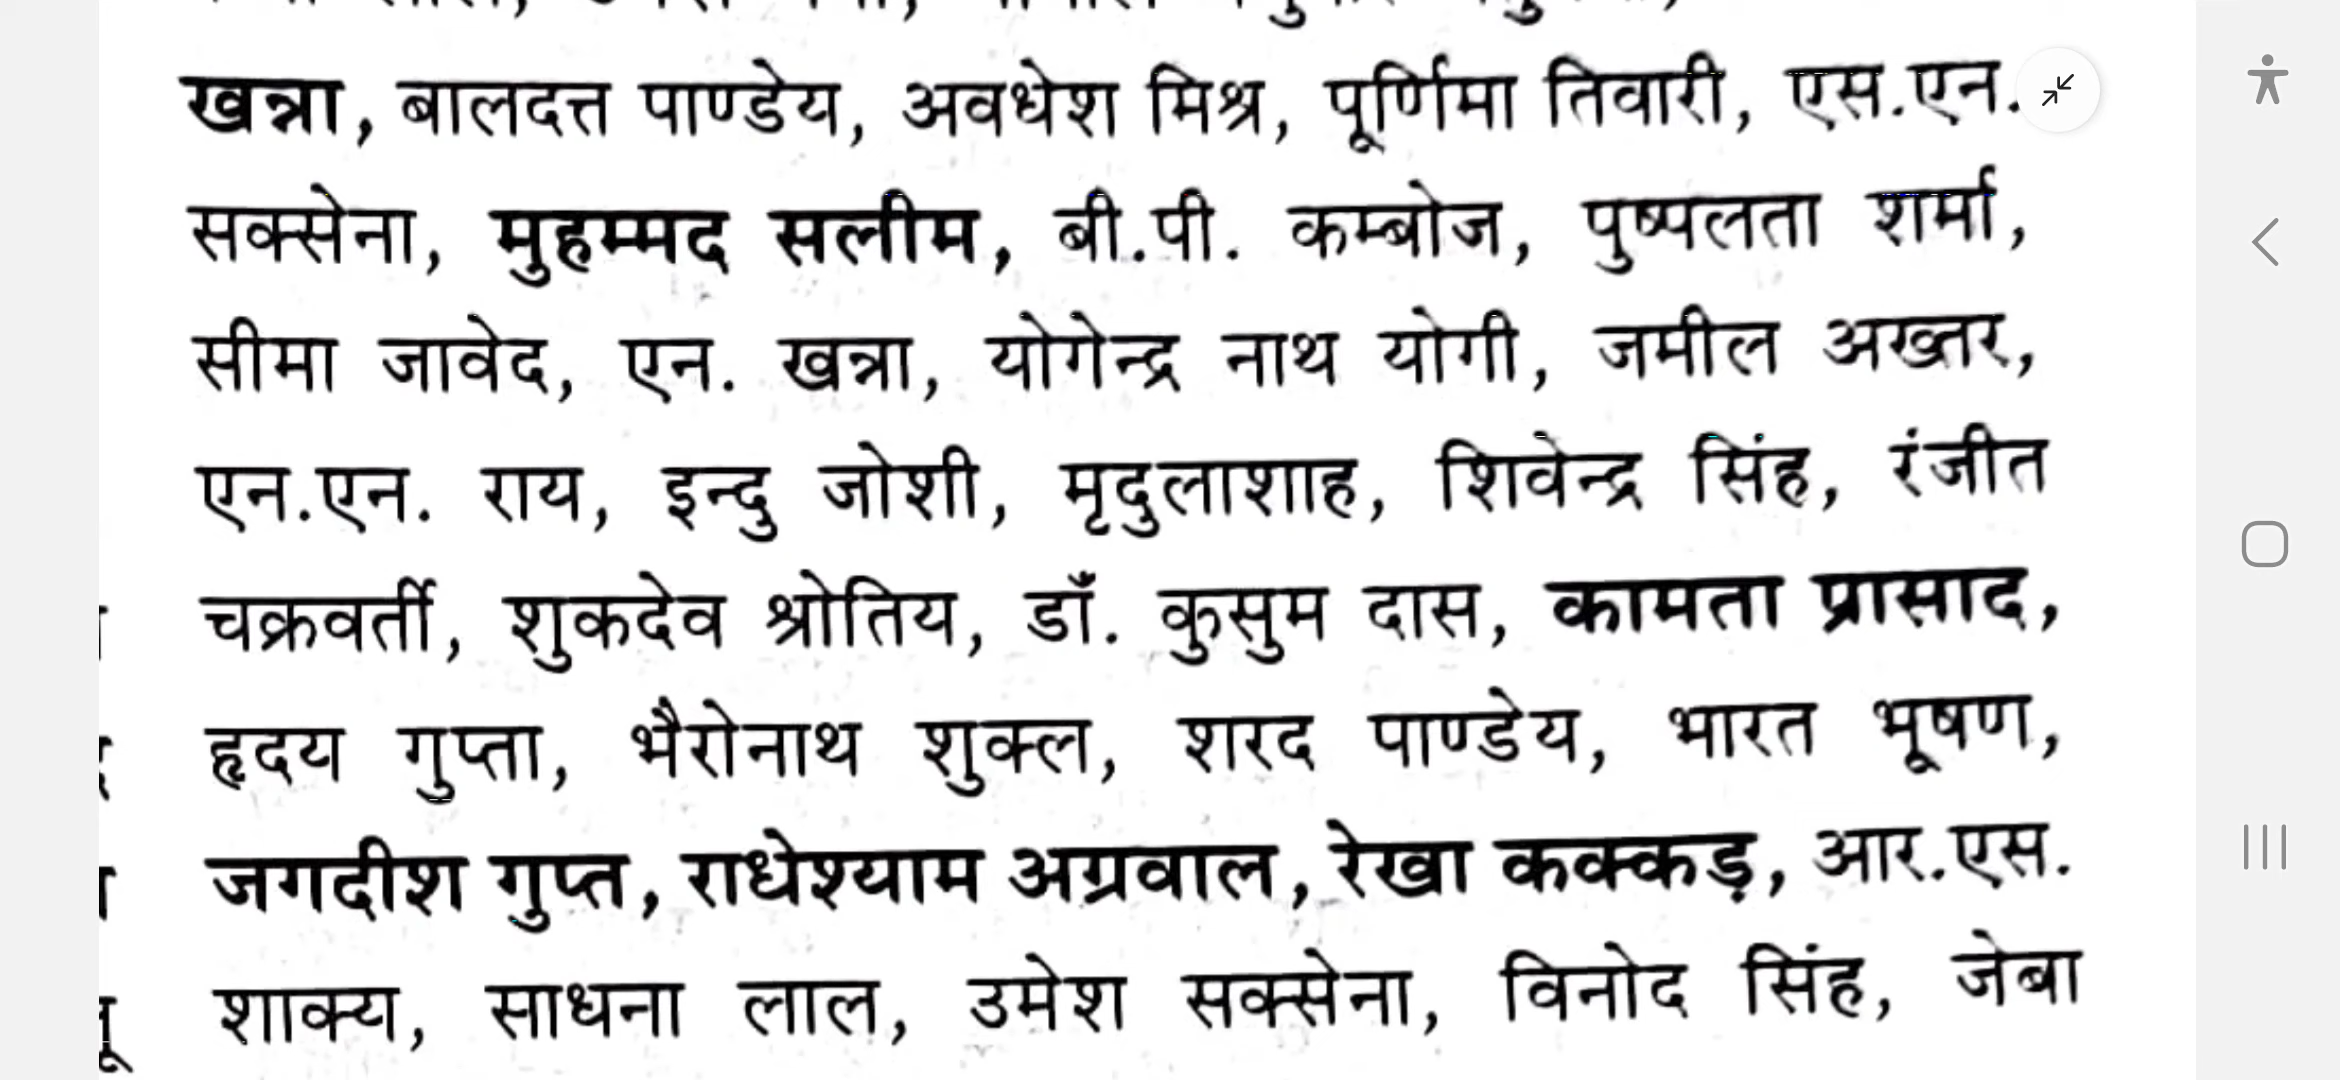 खन्ना, बालदत्त पाण्डेय, अवधेश मिश्र, पूर्णिमा तिवारी, एस.एन.
सक्सेना, मुहम्मद सलीम, बी.पी. कम्बोज, पुष्पलता शर्मा,
सीमा जावेद, एन. खन्ना, योगेन्द्र नाथ योगी, जमील अख्तर,
एन.एन. राय, इन्दु जोशी, मृदुलाशाह, शिवेन्द्र सिंह, रंजीत
चक्रवर्ती, शुकदेव श्रोतिय, डॉ. कुसुम दास, कामता प्रासाद,
हृदय गुप्ता, भैरोनाथ शुक्ल, शरद पाण्डेय, भारत भूषण,
जगदीश गुप्त, राधेश्याम अग्रवाल, रेखा कक्कड़, आर.एस.
शाक्य, साधना लाल, उमेश सक्सेना, विनोद सिंह, जेबा